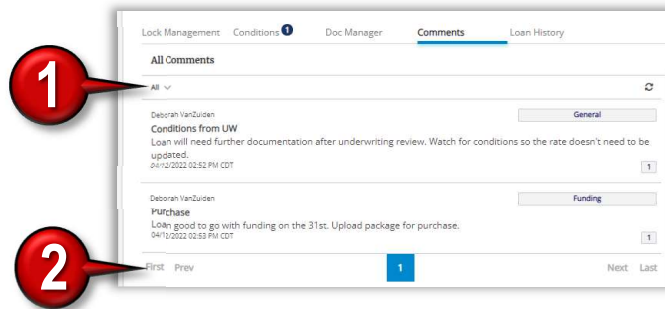 Lock Management Conditions 1 Doc Manager Comments Loan History
All Comments
1
All
Deborah VanZuiden General
Conditions from UW
Loan will need further documentation after underwriting review. Watch for conditions so the rate doesn't need to be
updated.
04/12/2022 02:52 PM CDT 1
Deborah VanZuiden Funding
Purchase
Loan good to go with funding on the 31st. Upload package for purchase.
04/12/2022 02:53 PM CDT 1
2
First Prev 1 Next Last